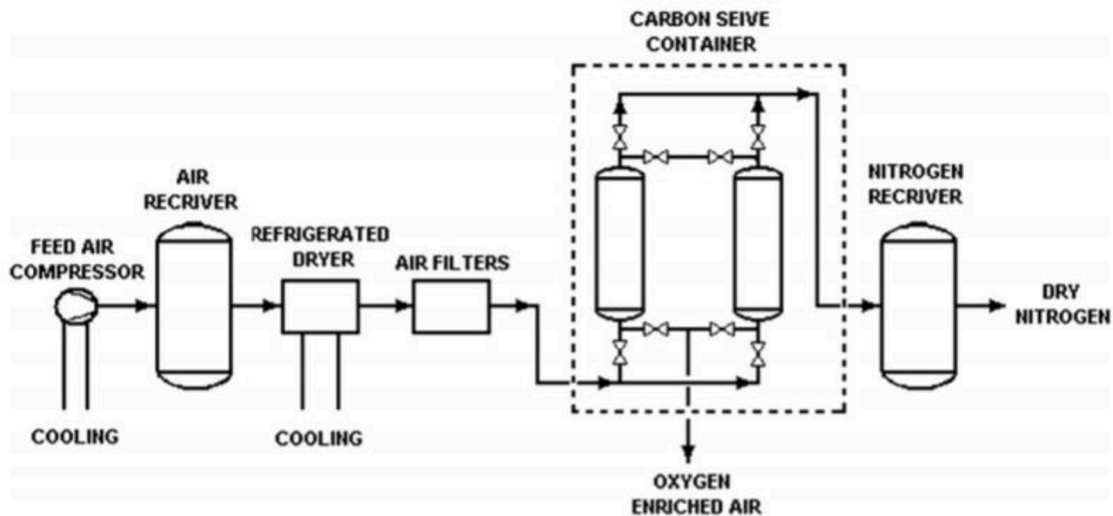 CARBON SEIVE
CONTAINER
AIR
RECRIVER
NITROGEN
RECRIVER
FEED AIR
COMPRESSOR
REFRIGERATED
DRYER
AIR FILTERS
DRY
NITROGEN
COOLING
COOLING
OXYGEN
ENRICHED AIR